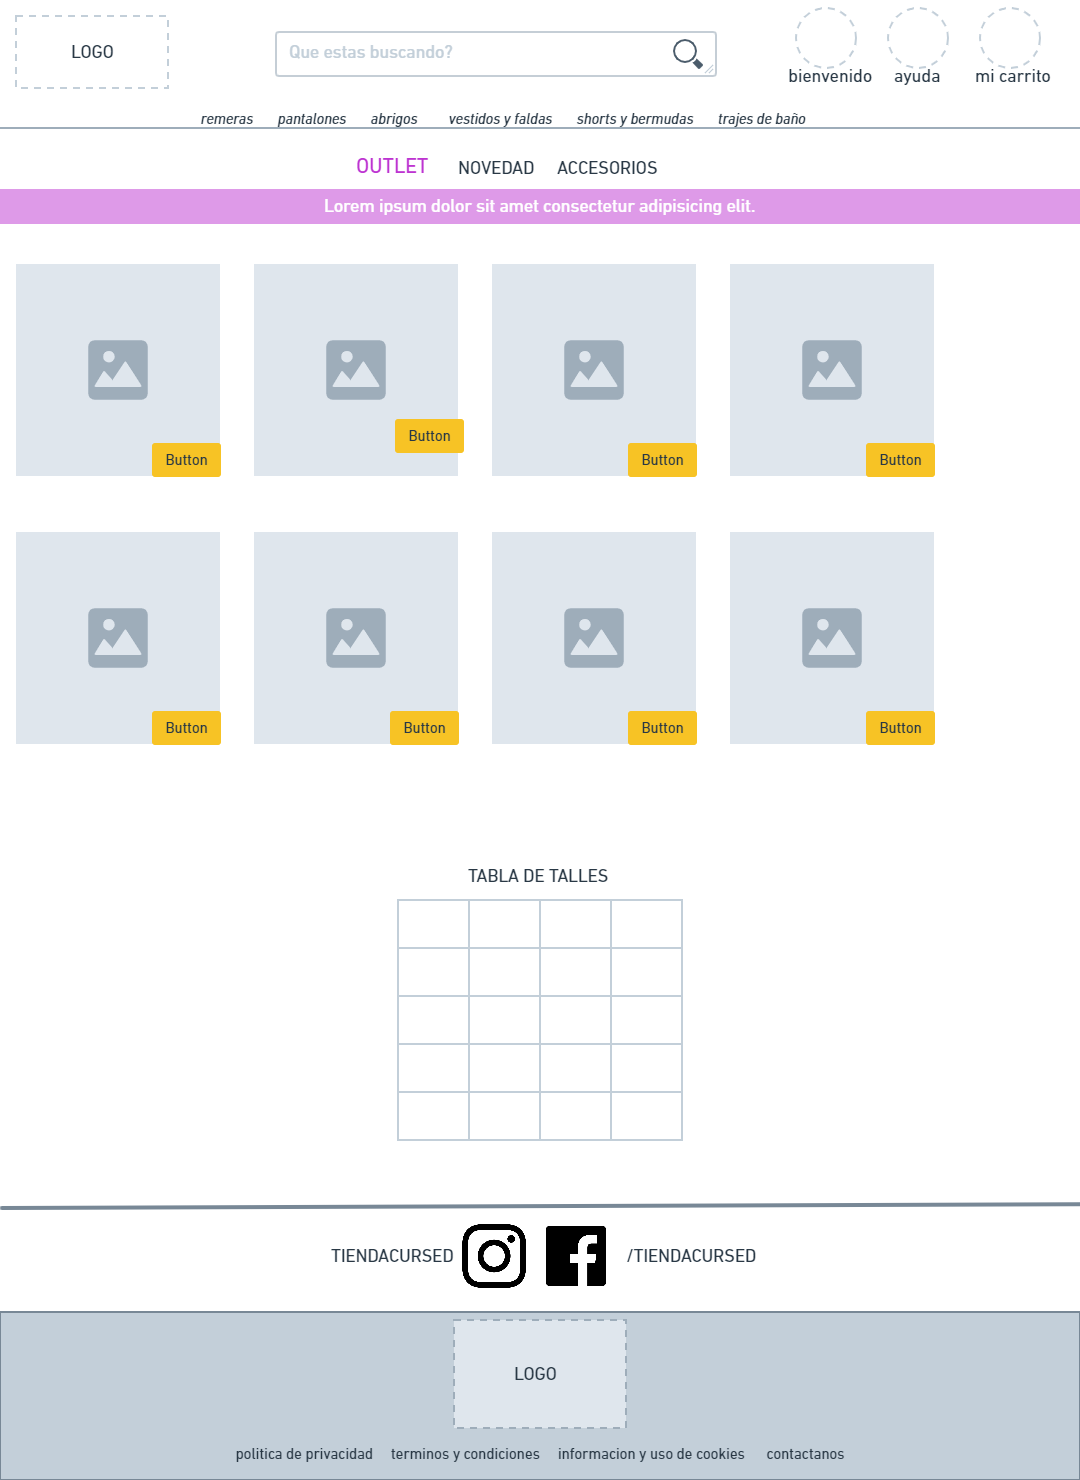 LOGO
Que estas buscando?
bienvenido ayuda mi carrito
remeras pantalones abrigos vestidos y faldas shorts y bermudas trajes de baño
OUTLET NOVEDAD ACCESORIOS
Lorem ipsum dolor sit amet consectetur adipisicing elit.
Button
Button Button Button
Button Button Button Button
TABLA DE TALLES
TIENDACURSED /TIENDACURSED
LOGO
politica de privacidad terminos y condiciones informacion y uso de cookies contactanos